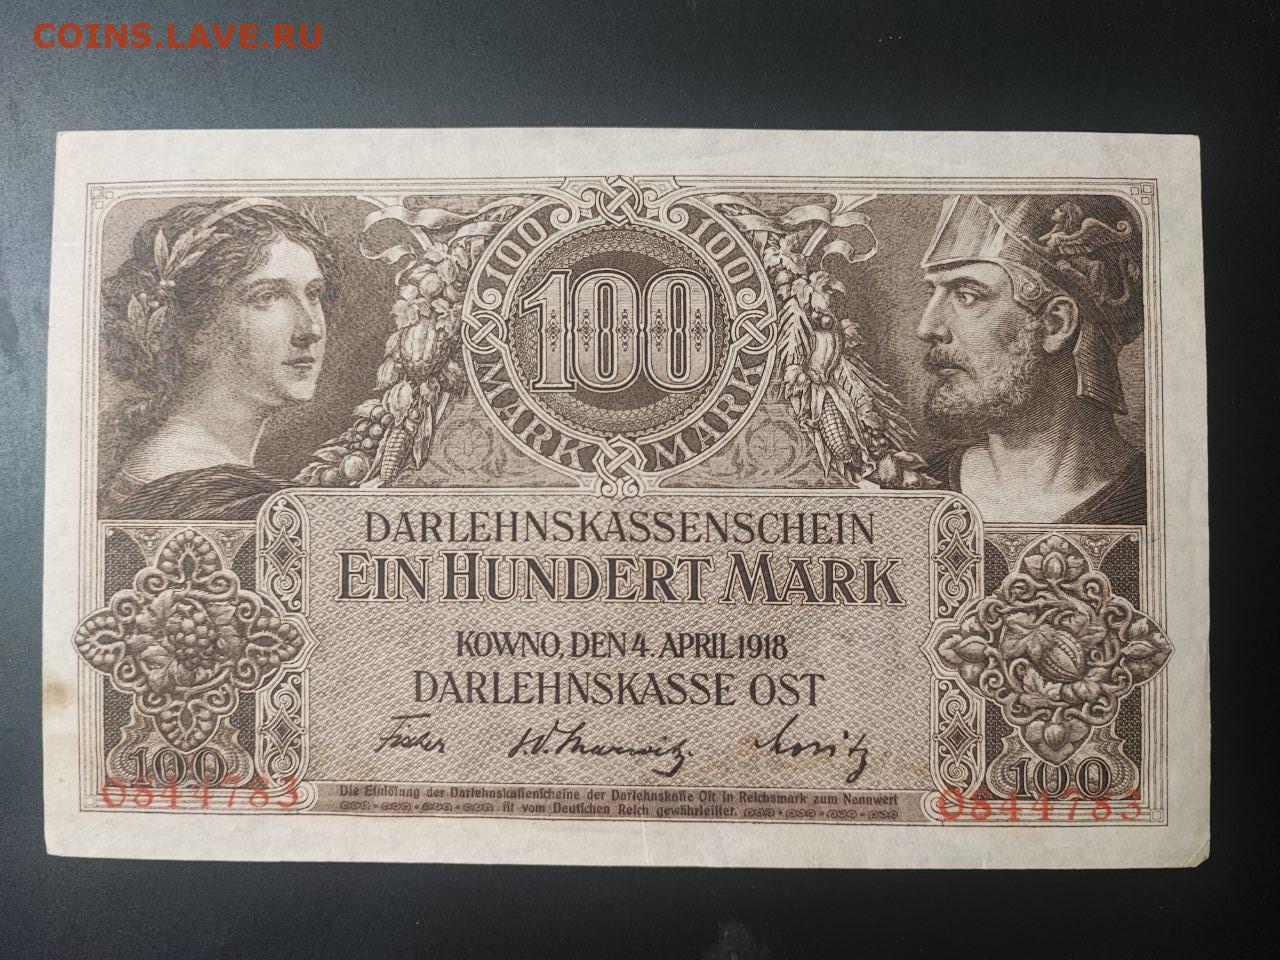 COINS.LAVE.RU
100 100
100
MARK MARK
DARLEHNSKASSENSCHEIN
EIN HUNDERT MARK
KOWNO, DEN 4. APRIL 1918
DARLEHNSKASSE OST
Fischer
100 100
0844783 0844783
Die Einlöſung der Darlehnskaſſenſcheine der Darlehnskaſſe Oſt in Reichsmark zum Nennwert
iſt vom Deutſchen Reich gewährleiſtet.